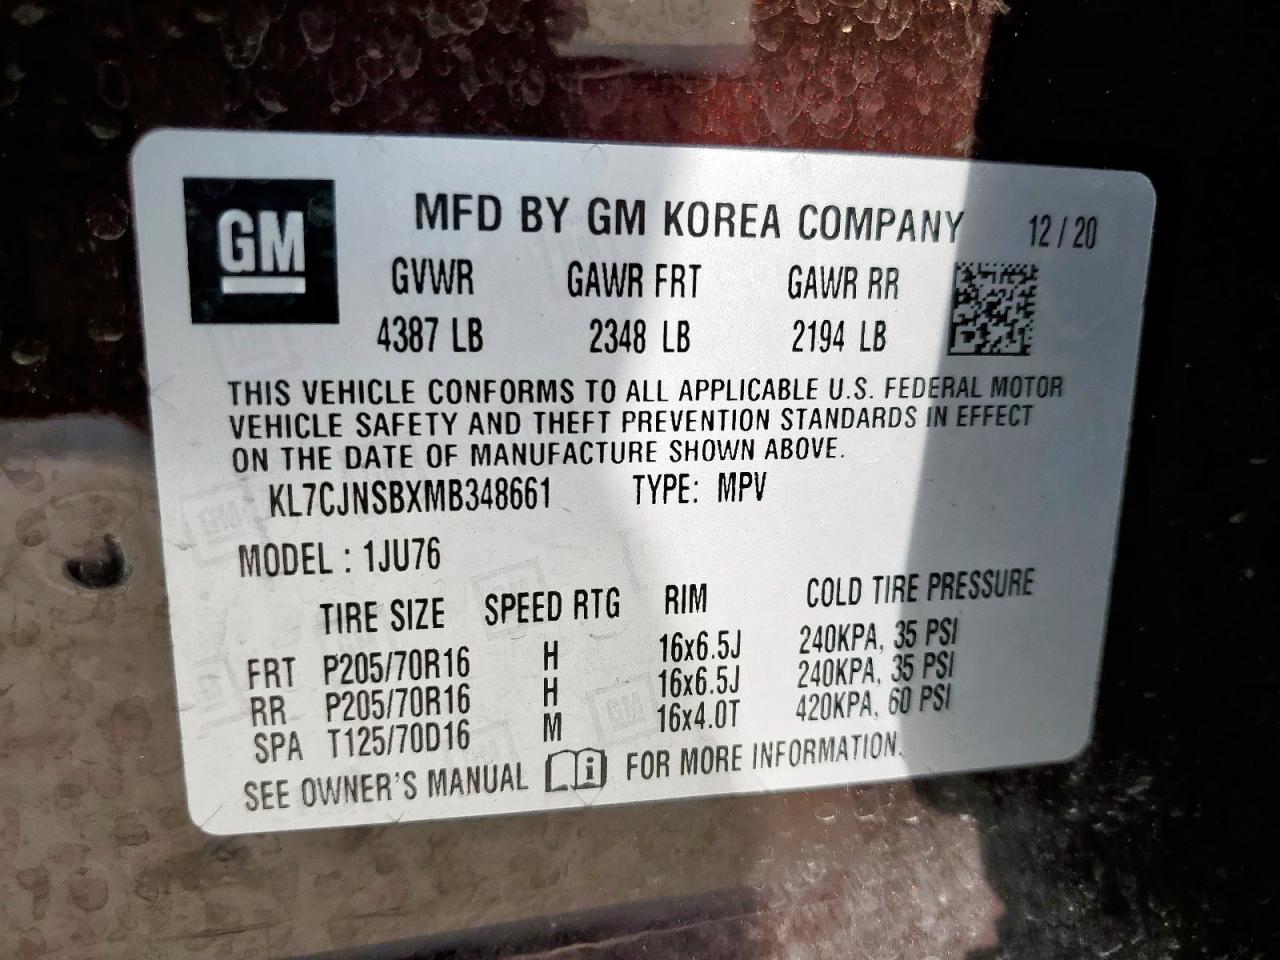 GM
MFD BY GM KOREA COMPANY 12/20
GVWR GAWR FRT GAWR RR
4387 LB 2348 LB 2194 LB
THIS VEHICLE CONFORMS TO ALL APPLICABLE U.S. FEDERAL MOTOR
VEHICLE SAFETY AND THEFT PREVENTION STANDARDS IN EFFECT
ON THE DATE OF MANUFACTURE SHOWN ABOVE.
KL7CJNSBXMB348661 TYPE: MPV
MODEL : 1JU76
TIRE SIZE SPEED RTG RIM COLD TIRE PRESSURE
FRT P205/70R16 H 16x6.5J 240KPA, 35 PSI
RR P205/70R16 H 16x6.5J 240KPA, 35 PSI
SPA T125/70D16 M 16x4.0T 420KPA, 60 PSI
SEE OWNER'S MANUAL i FOR MORE INFORMATION.